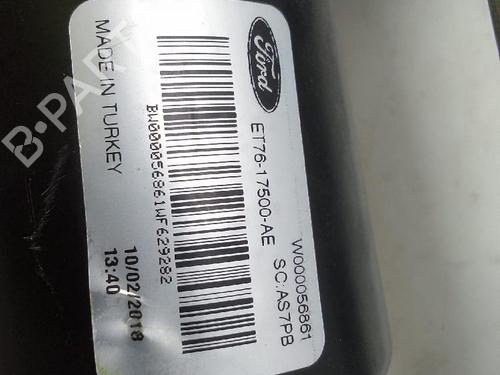 Ford
W000056861
ET76-17500-AE SC:AS7PB
BW000056861WF629282
MADE IN TURKEY
10/02/2018
13:40
B-PARTS